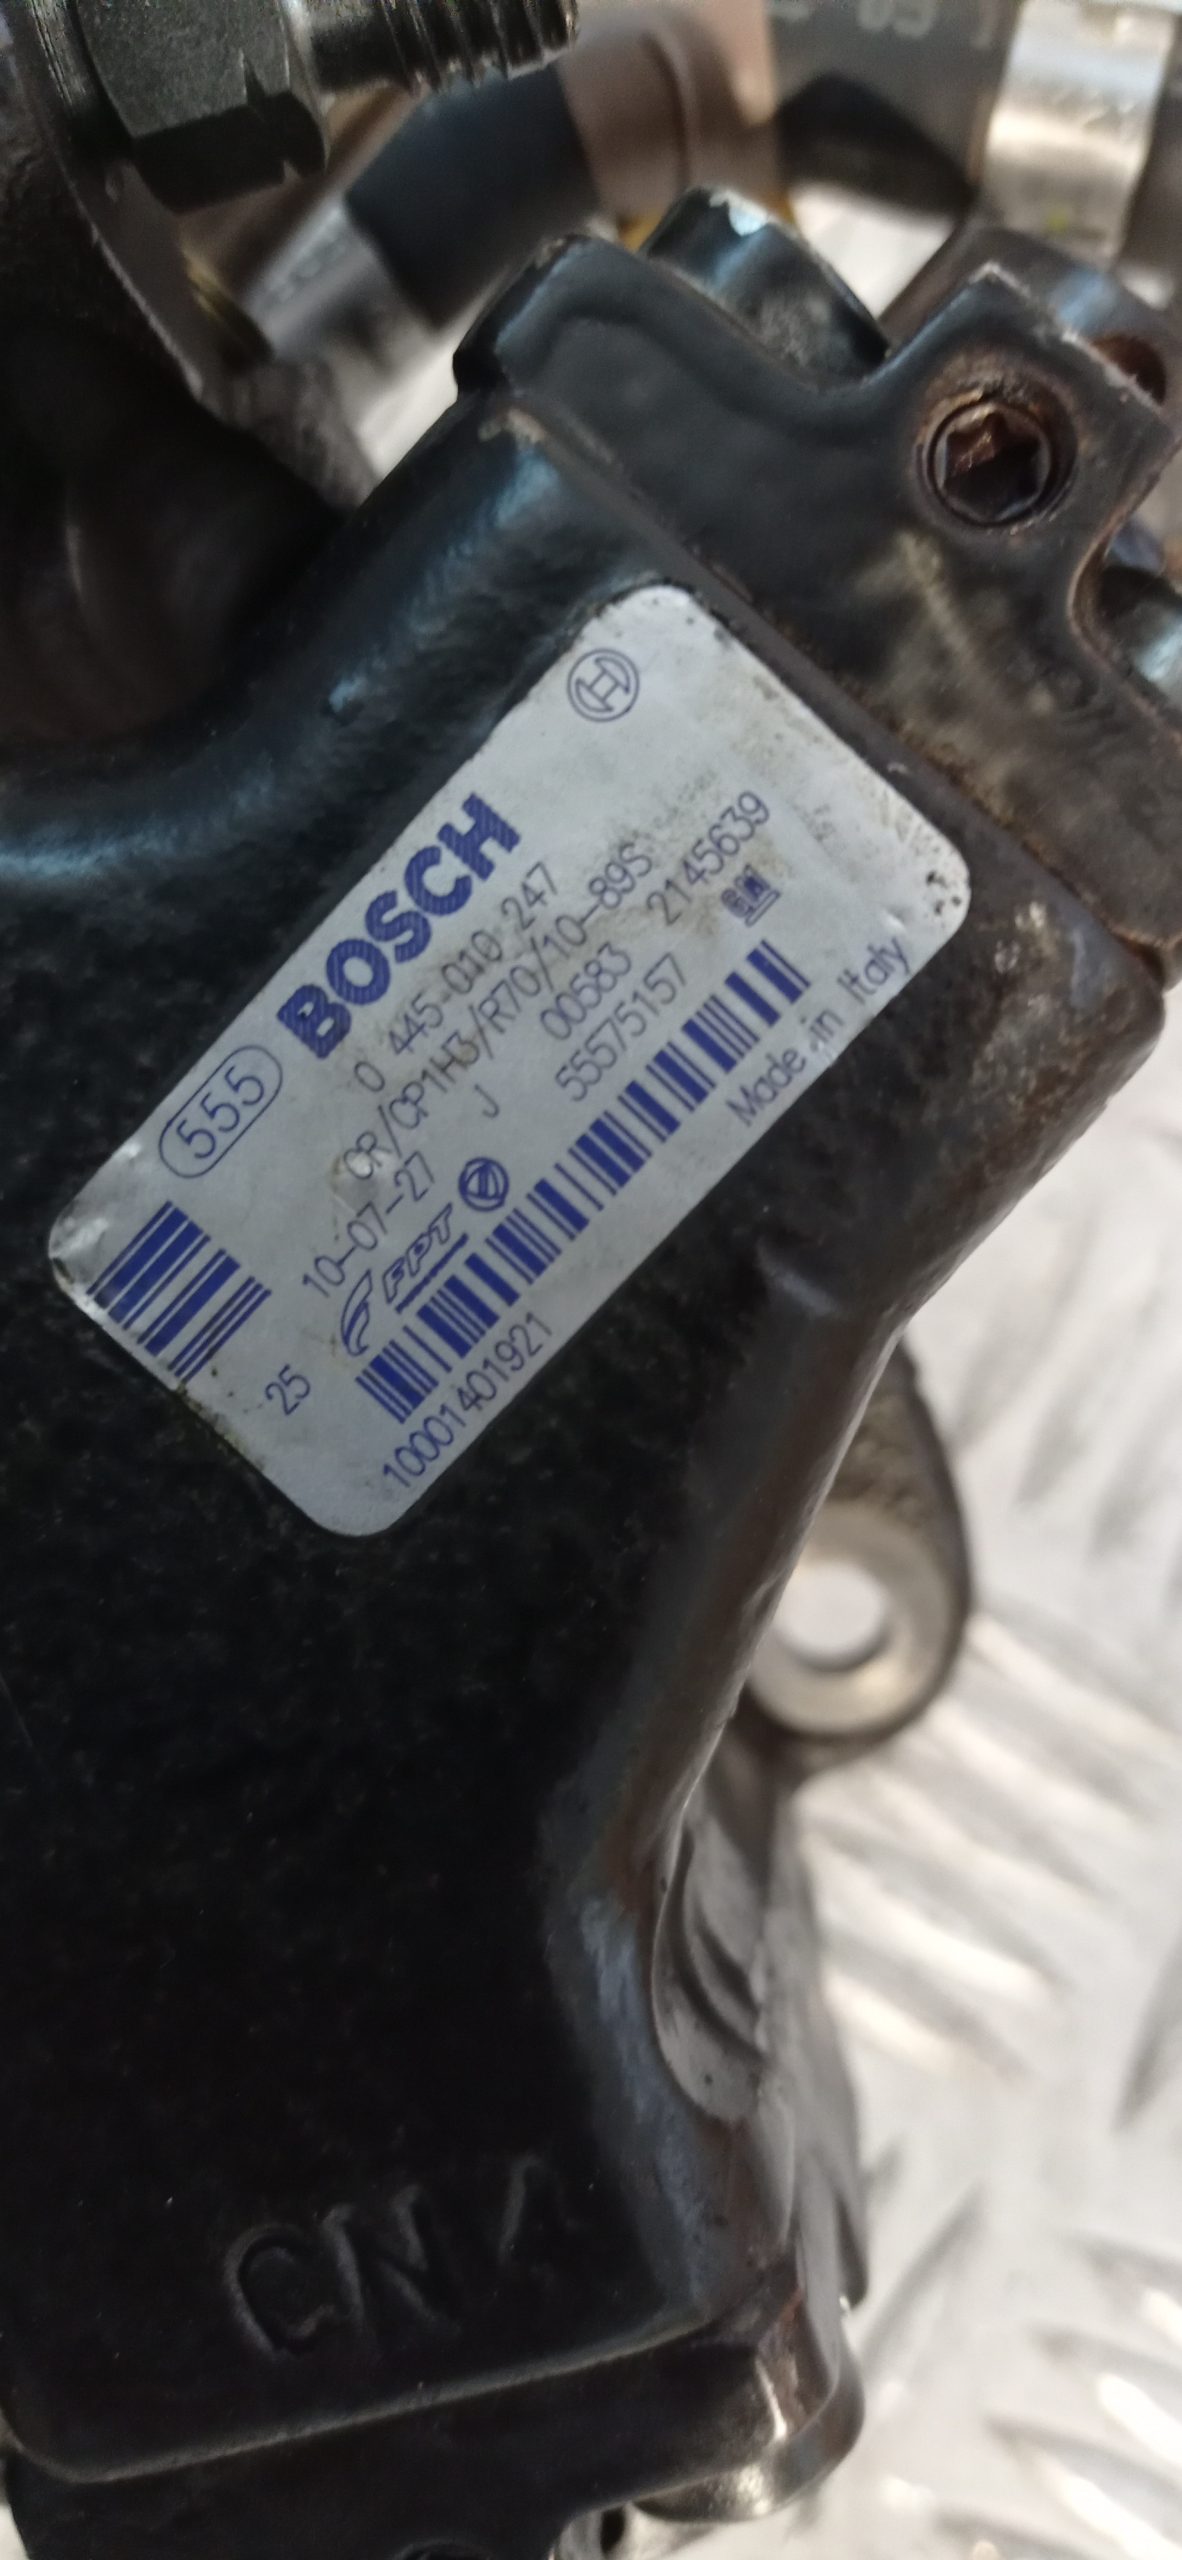 555
BOSCH
0 445-010 247
CR/CP1H3/R70/10-89S
10-07-27 J 00583 2145639
FPT 55575157 GM
25
10001401921
Made in Italy